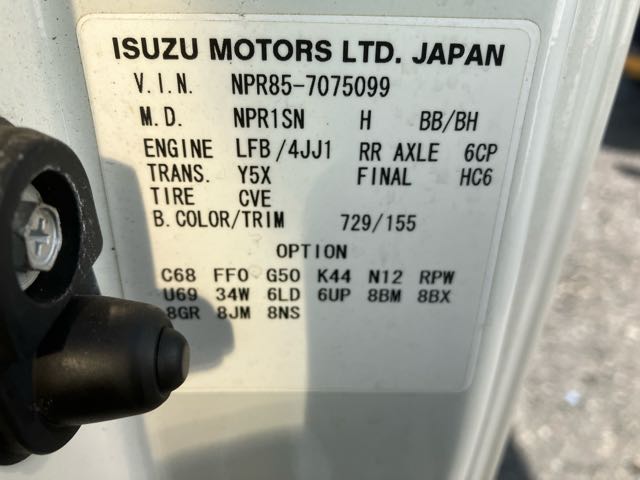 ISUZU MOTORS LTD. JAPAN
V.I.N. NPR85-7075099
M.D. NPR1SN H BB/BH
ENGINE LFB/4JJ1 RR AXLE 6CP
TRANS. Y5X FINAL HC6
TIRE CVE
B.COLOR/TRIM 729/155
OPTION
C68 FF0 G50 K44 N12 RPW
U69 34W 6LD 6UP 8BM 8BX
8GR 8JM 8NS